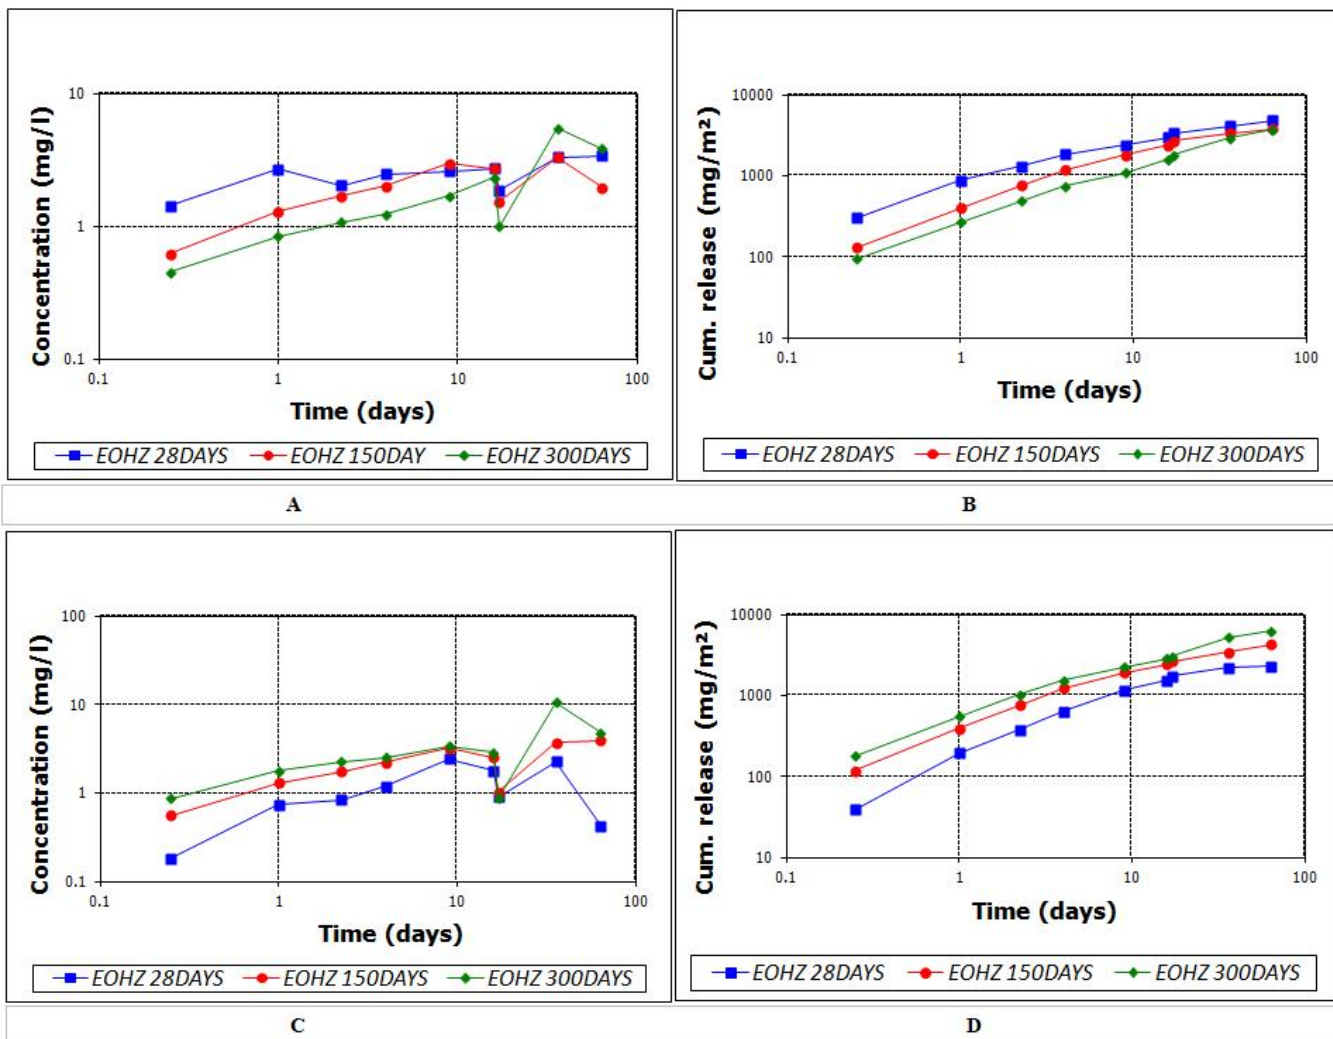 10
1
0.1
0.1 1 10 100
Concentration (mg/l)
Time (days)
EOHZ 28DAYS EOHZ 150DAY EOHZ 300DAYS
10000
1000
100
10
0.1 1 10 100
Cum. release (mg/m²)
Time (days)
EOHZ 28DAYS EOHZ 150DAYS EOHZ 300DAYS
A B
100
10
1
0.1
0.1 1 10 100
Concentration (mg/l)
Time (days)
EOHZ 28DAYS EOHZ 150DAYS EOHZ 300DAYS
10000
1000
100
10
0.1 1 10 100
Cum. release (mg/m²)
Time (days)
EOHZ 28DAYS EOHZ 150DAYS EOHZ 300DAYS
C D